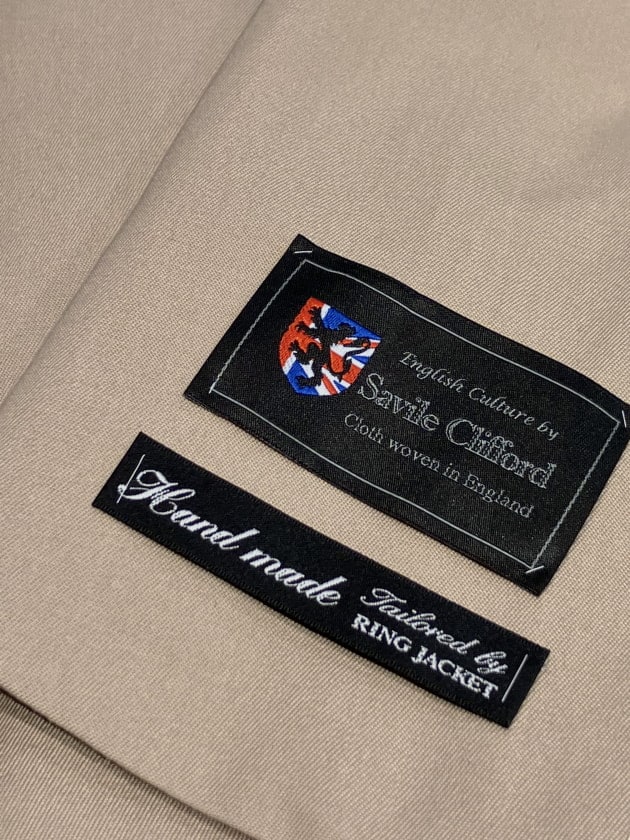 English Culture by
Savile Clifford
Cloth woven in England
Hand made
Tailored by
RING JACKET